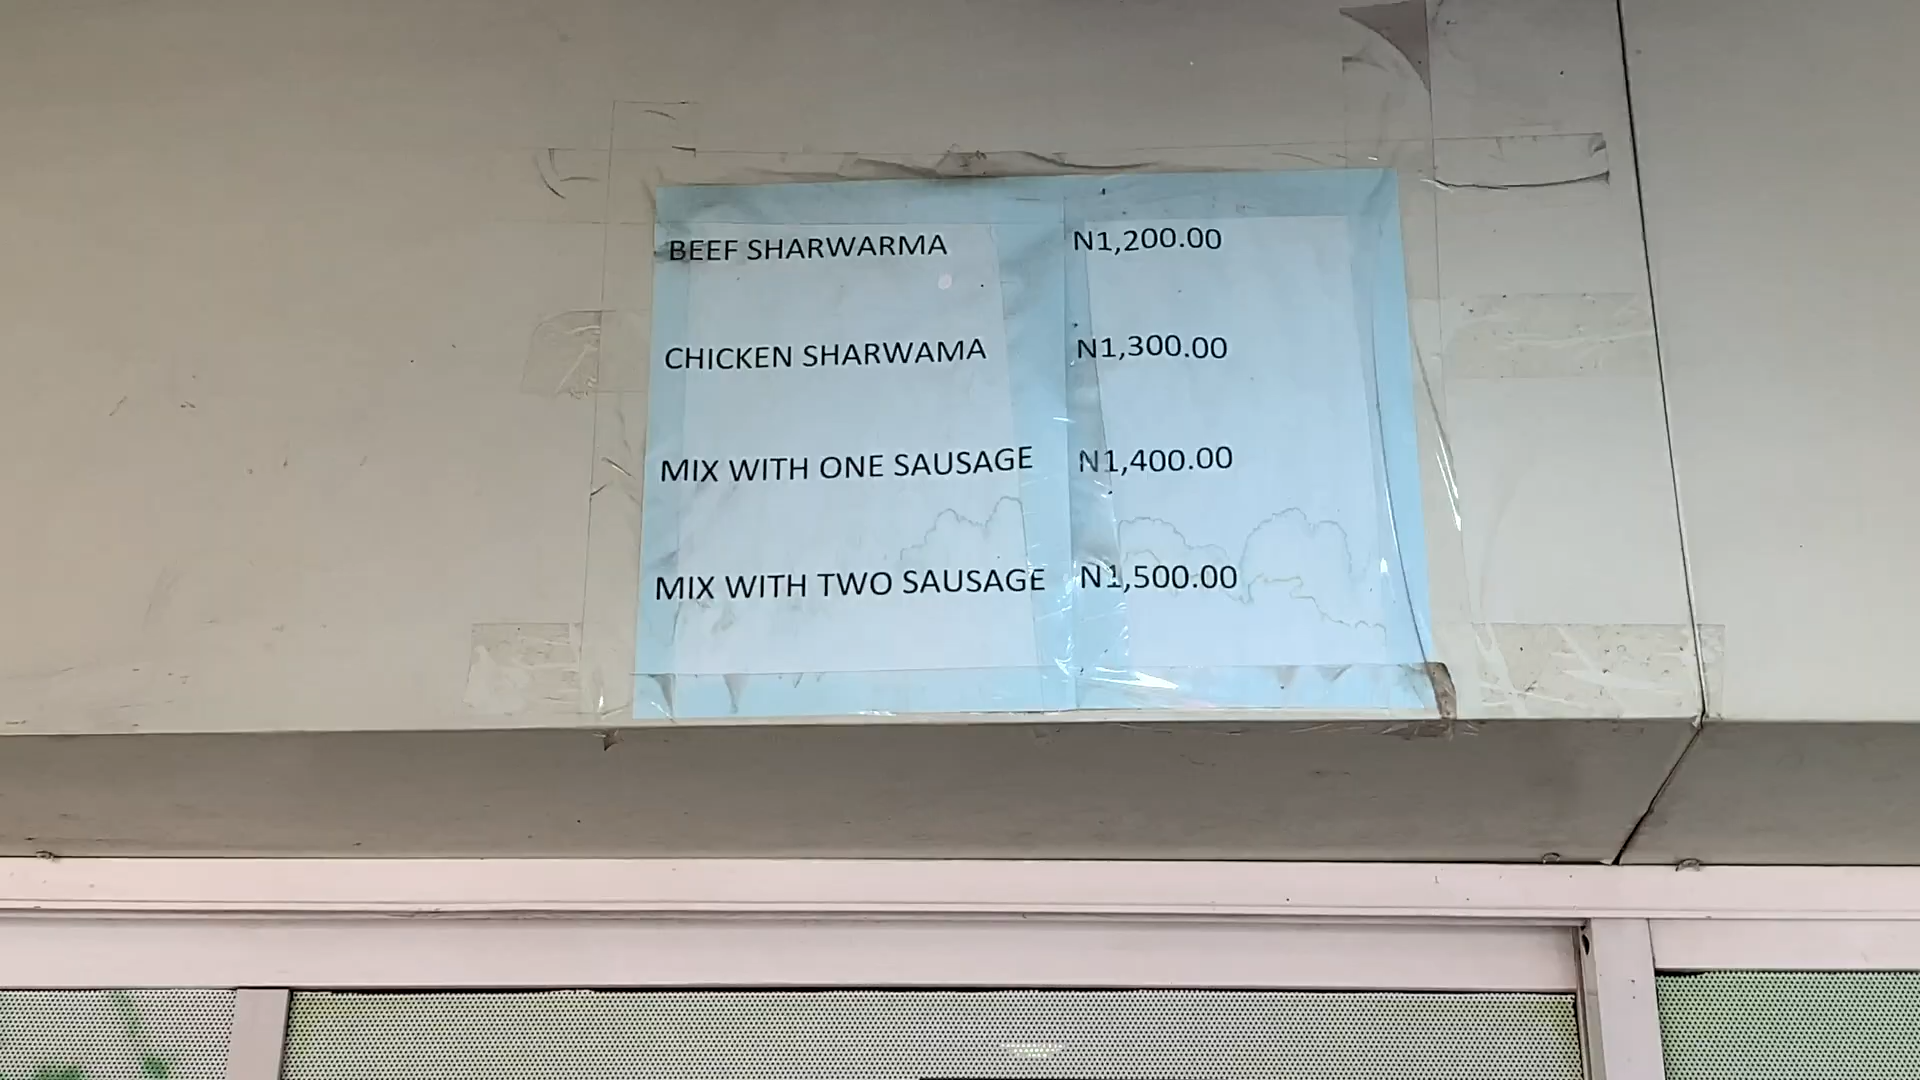 BEEF SHARWARMA N1,200.00
CHICKEN SHARWAMA N1,300.00
MIX WITH ONE SAUSAGE N1,400.00
MIX WITH TWO SAUSAGE N1,500.00